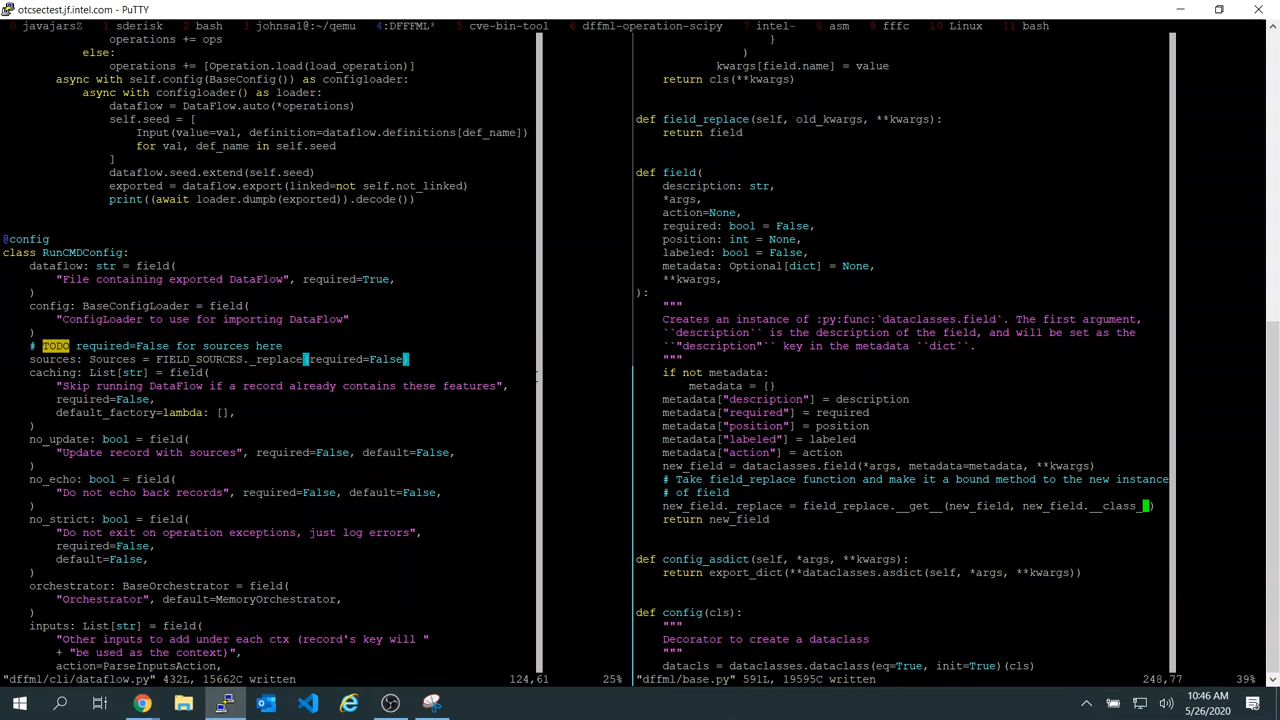 otcsectest.jf.intel.com - PuTTY
0 javajarsZ 1 sderisk 2 bash 3 johnsa1@:~/qemu 4:DFFFML* 5 cve-bin-tool 6 dffml-operation-scipy 7 intel- 8 asm 9 fffc 10 Linux 11 bash
operations += ops
else:
operations += [Operation.load(load_operation)]
async with self.config(BaseConfig()) as configloader:
async with configloader() as loader:
dataflow = DataFlow.auto(*operations)
self.seed = [
Input(value=val, definition=dataflow.definitions[def_name])
for val, def_name in self.seed
]
dataflow.seed.extend(self.seed)
exported = dataflow.export(linked=not self.not_linked)
print((await loader.dumpb(exported)).decode())
@config
class RunCMDConfig:
dataflow: str = field(
"File containing exported DataFlow", required=True,
)
config: BaseConfigLoader = field(
"ConfigLoader to use for importing DataFlow"
)
# TODO required=False for sources here
sources: Sources = FIELD_SOURCES._replace(required=False)
caching: List[str] = field(
"Skip running DataFlow if a record already contains these features",
required=False,
default_factory=lambda: [],
)
no_update: bool = field(
"Update record with sources", required=False, default=False,
)
no_echo: bool = field(
"Do not echo back records", required=False, default=False,
)
no_strict: bool = field(
"Do not exit on operation exceptions, just log errors",
required=False,
default=False,
)
orchestrator: BaseOrchestrator = field(
"Orchestrator", default=MemoryOrchestrator,
)
inputs: List[str] = field(
"Other inputs to add under each ctx (record's key will "
+ "be used as the context)",
action=ParseInputsAction,
"dffml/cli/dataflow.py" 432L, 15662C written 124,61 25%
}
)
kwargs[field.name] = value
return cls(**kwargs)
def field_replace(self, old_kwargs, **kwargs):
return field
def field(
description: str,
*args,
action=None,
required: bool = False,
position: int = None,
labeled: bool = False,
metadata: Optional[dict] = None,
**kwargs,
):
"""
Creates an instance of :py:func:`dataclasses.field`. The first argument,
``description`` is the description of the field, and will be set as the
``"description"`` key in the metadata ``dict``.
"""
if not metadata:
metadata = {}
metadata["description"] = description
metadata["required"] = required
metadata["position"] = position
metadata["labeled"] = labeled
metadata["action"] = action
new_field = dataclasses.field(*args, metadata=metadata, **kwargs)
# Take field_replace function and make it a bound method to the new instance
# of field
new_field._replace = field_replace.__get__(new_field, new_field.__class__)
return new_field
def config_asdict(self, *args, **kwargs):
return export_dict(**dataclasses.asdict(self, *args, **kwargs))
def config(cls):
"""
Decorator to create a dataclass
"""
datacls = dataclasses.dataclass(eq=True, init=True)(cls)
"dffml/base.py" 591L, 19595C written 248,77 39%
10:46 AM
5/26/2020